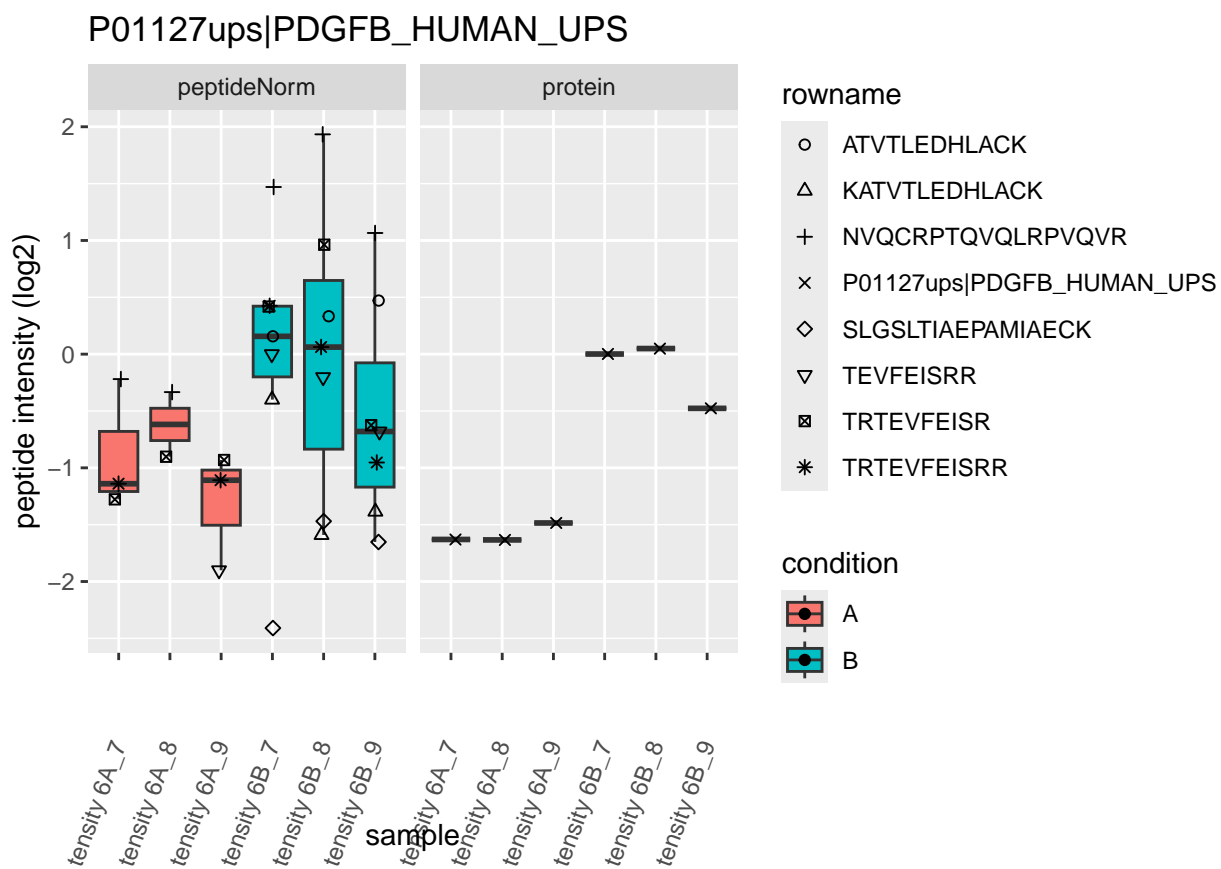 P01127ups|PDGFB_HUMAN_UPS
peptideNorm
protein
peptide intensity (log2)
2
1
0
−1
−2
tensity 6A_7
tensity 6A_8
tensity 6A_9
tensity 6B_7
tensity 6B_8
tensity 6B_9
tensity 6A_7
tensity 6A_8
tensity 6A_9
tensity 6B_7
tensity 6B_8
tensity 6B_9
sample
rowname
ATVTLEDHLACK
KATVTLEDHLACK
NVQCRPTQVQLRPVQVR
P01127ups|PDGFB_HUMAN_UPS
SLGSLTIAEPAMIAECK
TEVFEISRR
TRTEVFEISR
TRTEVFEISRR
condition
A
B